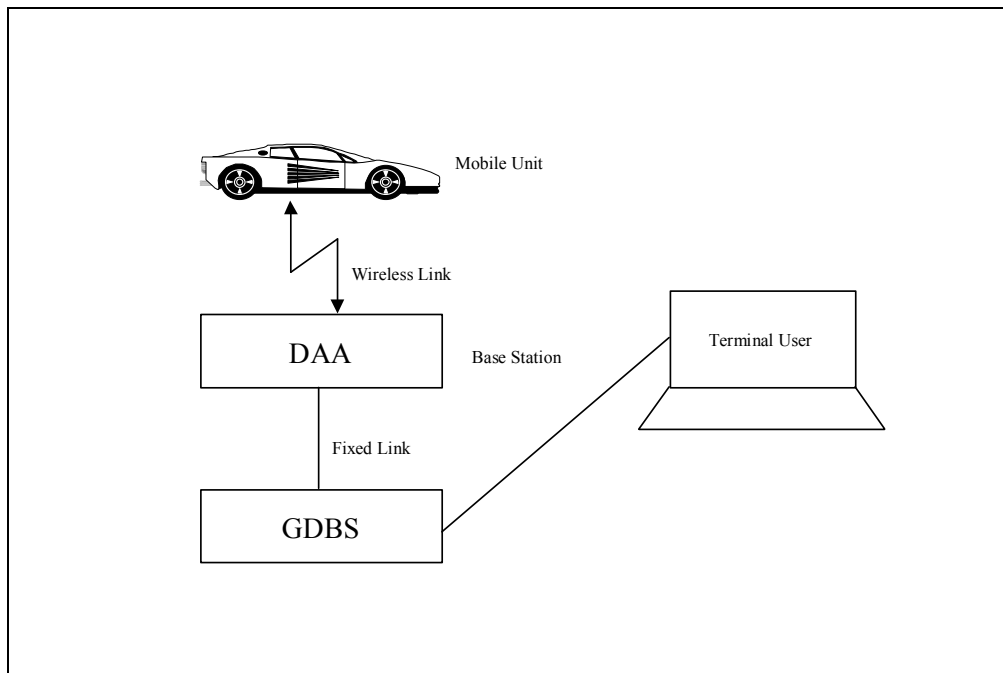 Mobile Unit
Wireless Link
DAA
Base Station
Terminal User
Fixed Link
GDBS